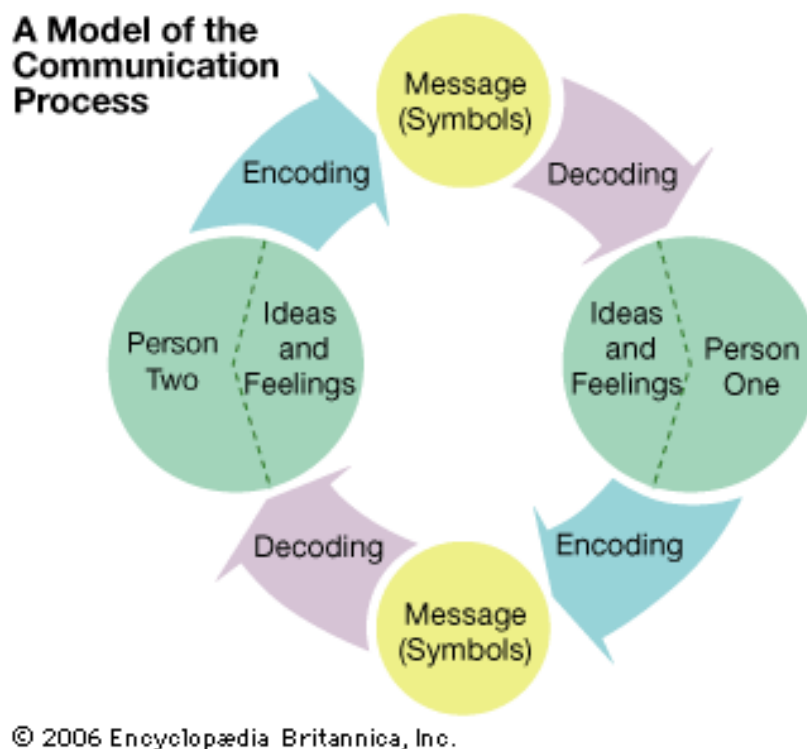 A Model of the
Communication
Process
Message
(Symbols)
Encoding
Decoding
Person
Two
Ideas
and
Feelings
Ideas
and
Feelings
Person
One
Decoding
Encoding
Message
(Symbols)
© 2006 Encyclopædia Britannica, Inc.